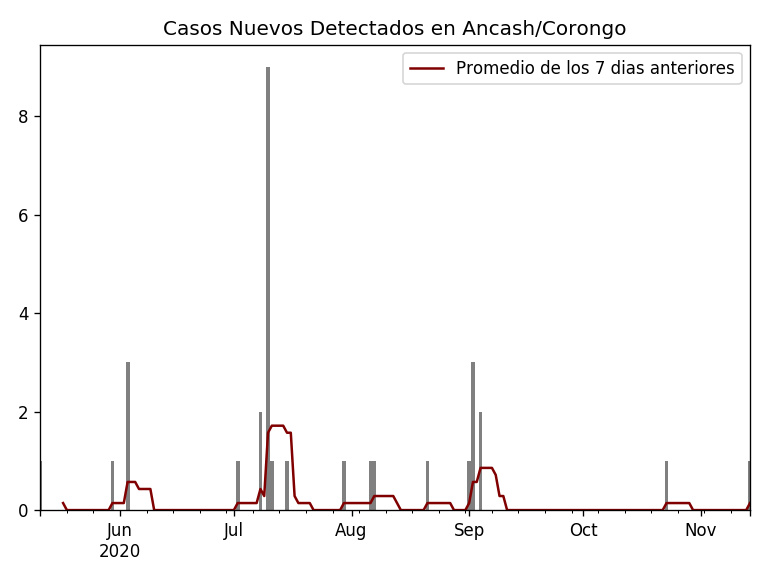 Casos Nuevos Detectados en Ancash/Corongo
Promedio de los 7 dias anteriores
8
6
4
2
0
Jun Jul Aug Sep Oct Nov
2020